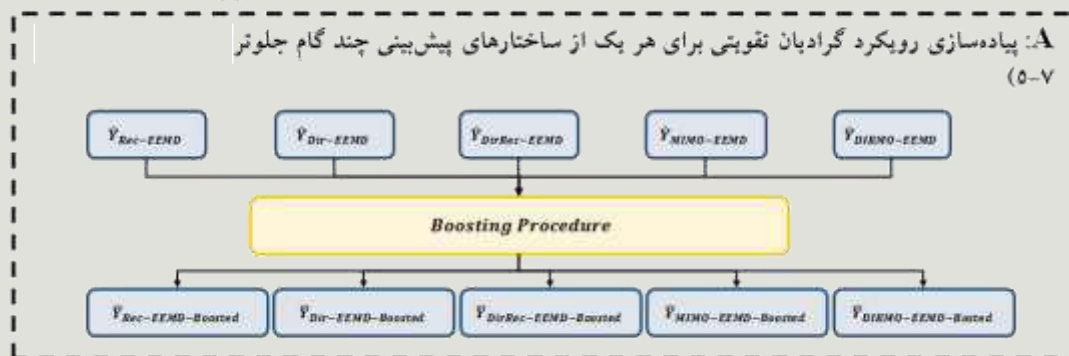 A: پیاده‌سازی رویکرد گرادیان تقویتی برای هر یک از ساختارهای پیش‌بینی چند گام جلوتر
(۵-۷
Ŷ_Rec-EEMD Ŷ_Dir-EEMD Ŷ_DirRec-EEMD Ŷ_MIMO-EEMD Ŷ_DIRMO-EEMD
Boosting Procedure
Ŷ_Rec-EEMD-Boosted Ŷ_Dir-EEMD-Boosted Ŷ_DirRec-EEMD-Boosted Ŷ_MIMO-EEMD-Boosted Ŷ_DIRMO-EEMD-Bosted